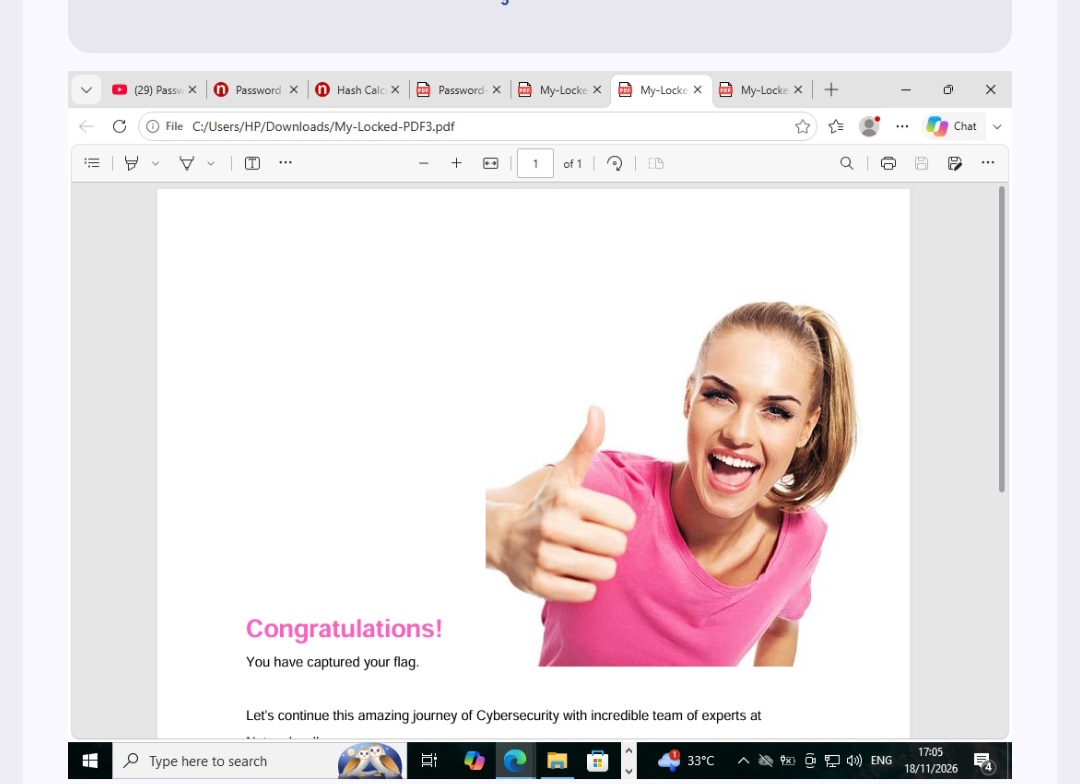 (29) Passw
Password
Hash Calc
Password-
My-Locke
My-Locke
My-Locke
File C:/Users/HP/Downloads/My-Locked-PDF3.pdf
Chat
1 of 1
Congratulations!
You have captured your flag.
Let's continue this amazing journey of Cybersecurity with incredible team of experts at
Type here to search
1
33°C
ENG
17:05
18/11/2026
4